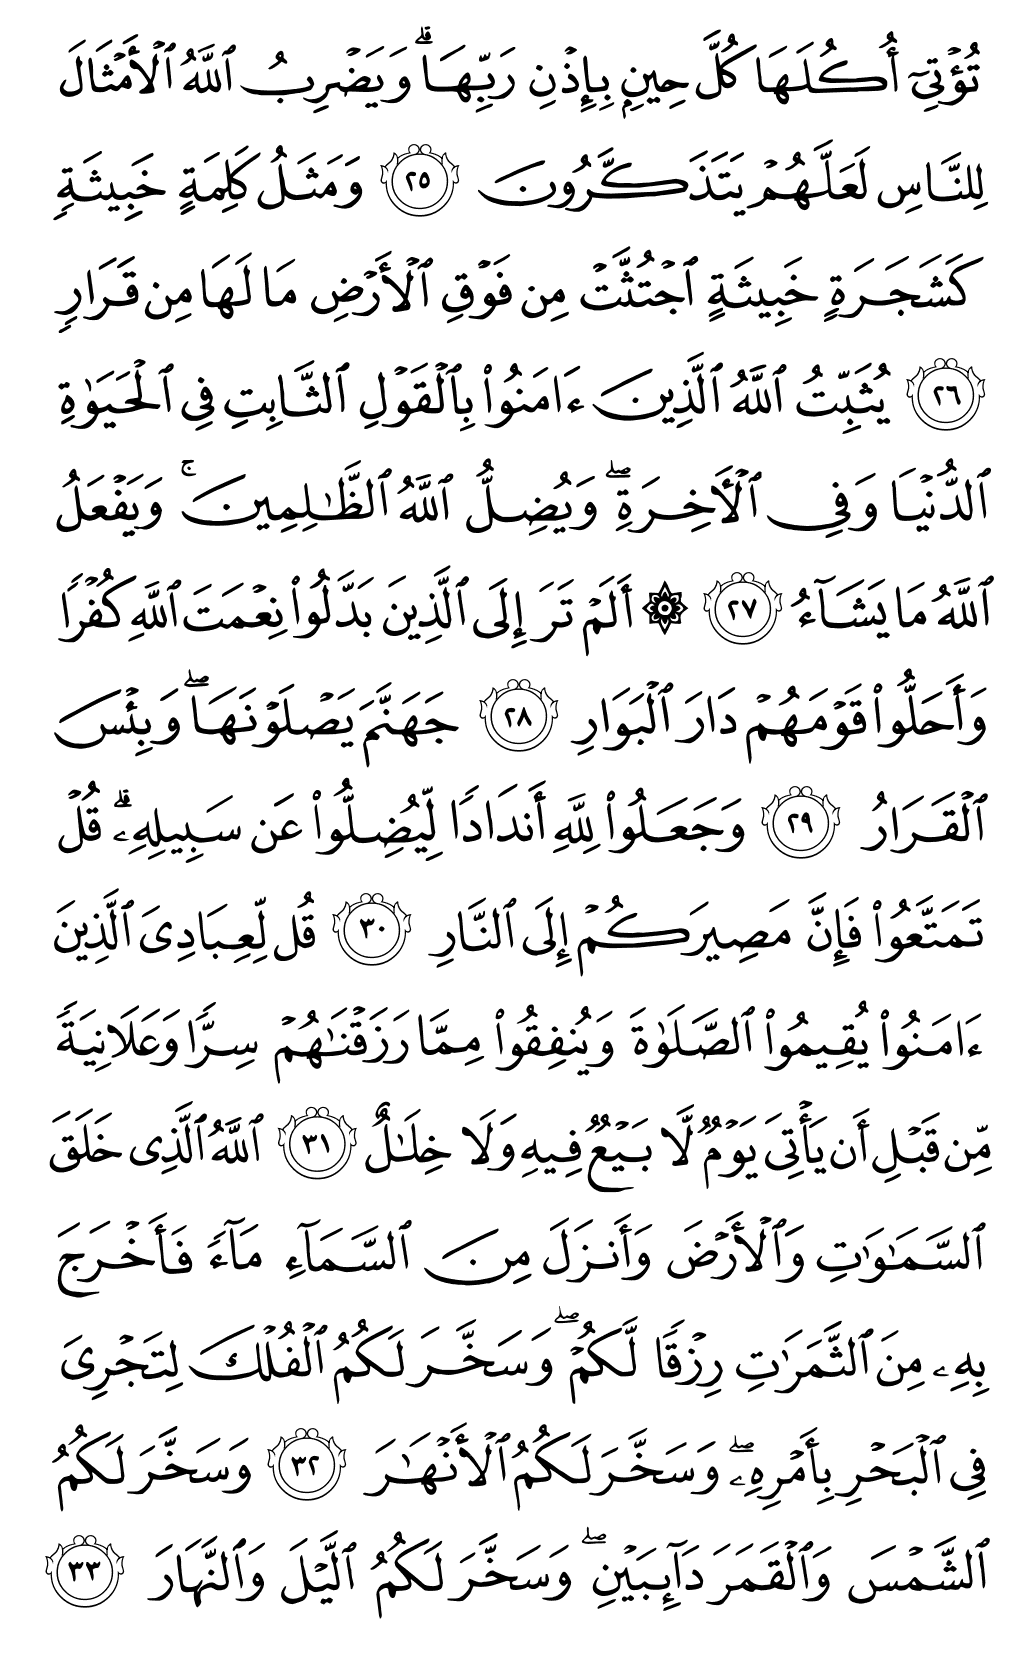 تُؤْتِىٓ أُكُلَهَا كُلَّ حِينٍۭ بِإِذْنِ رَبِّهَا ۗ وَيَضْرِبُ ٱللَّهُ ٱلْأَمْثَالَ
لِلنَّاسِ لَعَلَّهُمْ يَتَذَكَّرُونَ ٢٥ وَمَثَلُ كَلِمَةٍ خَبِيثَةٍۢ
كَشَجَرَةٍ خَبِيثَةٍ ٱجْتُثَّتْ مِن فَوْقِ ٱلْأَرْضِ مَا لَهَا مِن قَرَارٍۢ
٢٦ يُثَبِّتُ ٱللَّهُ ٱلَّذِينَ ءَامَنُوا۟ بِٱلْقَوْلِ ٱلثَّابِتِ فِى ٱلْحَيَوٰةِ
ٱلدُّنْيَا وَفِى ٱلْأَخِرَةِ ۖ وَيُضِلُّ ٱللَّهُ ٱلظَّـٰلِمِينَ ۚ وَيَفْعَلُ
ٱللَّهُ مَا يَشَآءُ ٢٧ ۞ أَلَمْ تَرَ إِلَى ٱلَّذِينَ بَدَّلُوا۟ نِعْمَتَ ٱللَّهِ كُفْرًۭا
وَأَحَلُّوا۟ قَوْمَهُمْ دَارَ ٱلْبَوَارِ ٢٨ جَهَنَّمَ يَصْلَوْنَهَا ۖ وَبِئْسَ
ٱلْقَرَارُ ٢٩ وَجَعَلُوا۟ لِلَّهِ أَندَادًۭا لِّيُضِلُّوا۟ عَن سَبِيلِهِۦ ۗ قُلْ
تَمَتَّعُوا۟ فَإِنَّ مَصِيرَكُمْ إِلَى ٱلنَّارِ ٣٠ قُل لِّعِبَادِىَ ٱلَّذِينَ
ءَامَنُوا۟ يُقِيمُوا۟ ٱلصَّلَوٰةَ وَيُنفِقُوا۟ مِمَّا رَزَقْنَـٰهُمْ سِرًّۭا وَعَلَانِيَةًۭ
مِّن قَبْلِ أَن يَأْتِىَ يَوْمٌۭ لَّا بَيْعٌۭ فِيهِ وَلَا خِلَـٰلٌ ٣١ ٱللَّهُ ٱلَّذِى خَلَقَ
ٱلسَّمَـٰوَٰتِ وَٱلْأَرْضَ وَأَنزَلَ مِنَ ٱلسَّمَآءِ مَآءًۭ فَأَخْرَجَ
بِهِۦ مِنَ ٱلثَّمَرَٰتِ رِزْقًۭا لَّكُمْ ۖ وَسَخَّرَ لَكُمُ ٱلْفُلْكَ لِتَجْرِىَ
فِى ٱلْبَحْرِ بِأَمْرِهِۦ ۖ وَسَخَّرَ لَكُمُ ٱلْأَنْهَـٰرَ ٣٢ وَسَخَّرَ لَكُمُ
ٱلشَّمْسَ وَٱلْقَمَرَ دَآئِبَيْنِ ۖ وَسَخَّرَ لَكُمُ ٱلَّيْلَ وَٱلنَّهَارَ ٣٣